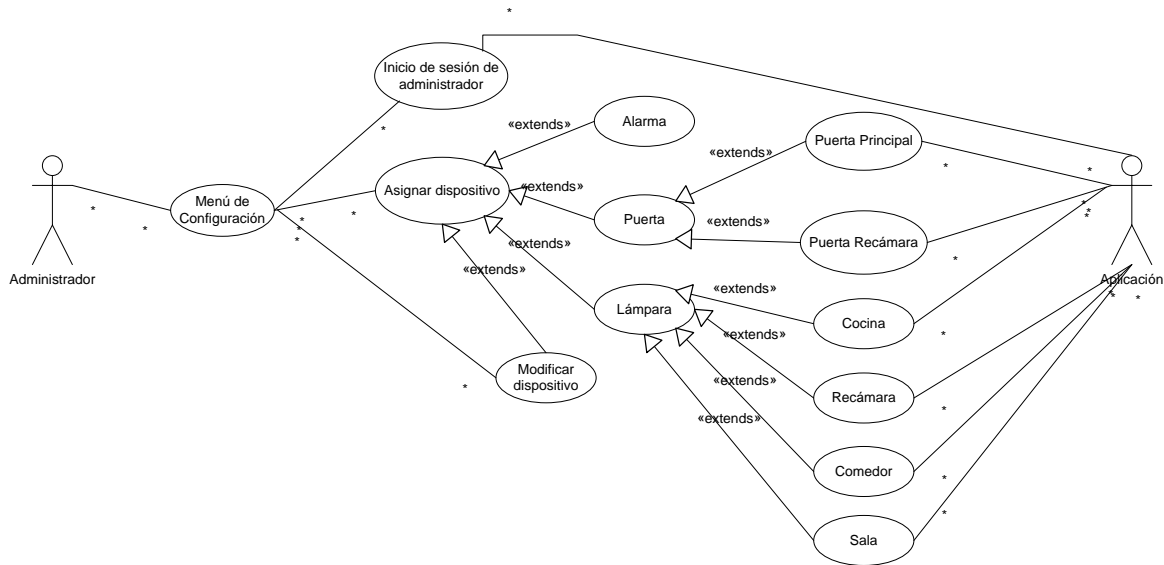 *
*
Inicio de sesión de
administrador
*
«extends»
Alarma
«extends»
Puerta Principal
*
*
Asignar dispositivo
«extends»
Menú de
Configuración
*
*
*
*
*
*
Puerta
«extends»
Puerta Recámara
*
*
*
Administrador
«extends»
«extends»
Aplicación
«extends»
*
*
*
Lámpara
Cocina
*
«extends»
Modificar
dispositivo
*
«extends»
Recámara
*
«extends»
Comedor
*
*
Sala